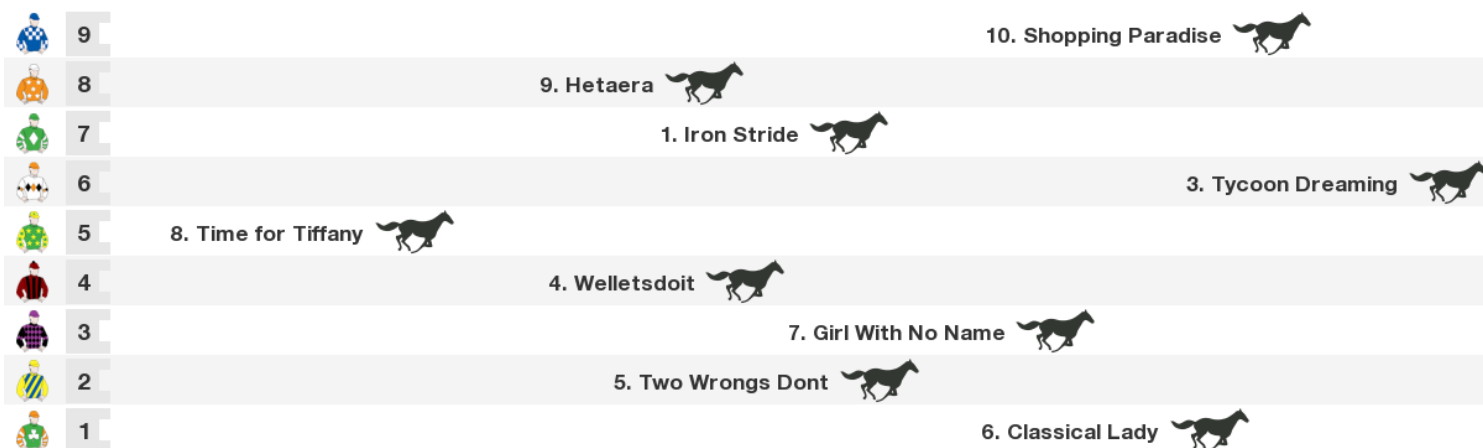 9 10. Shopping Paradise
8 9. Hetaera
7 1. Iron Stride
6 3. Tycoon Dreaming
5 8. Time for Tiffany
4 4. Welletsdoit
3 7. Girl With No Name
2 5. Two Wrongs Dont
1 6. Classical Lady